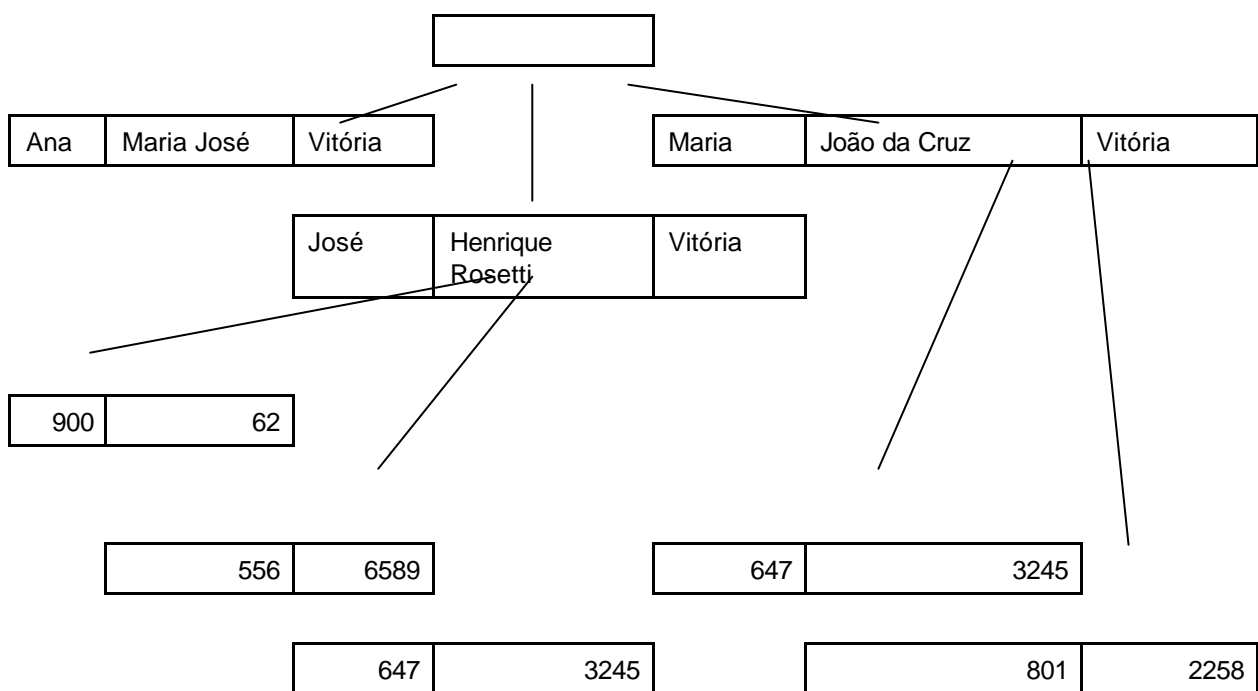 Ana Maria José Vitória Maria João da Cruz Vitória
José Henrique Vitória
Rosetti
900 62
556 6589 647 3245
647 3245 801 2258